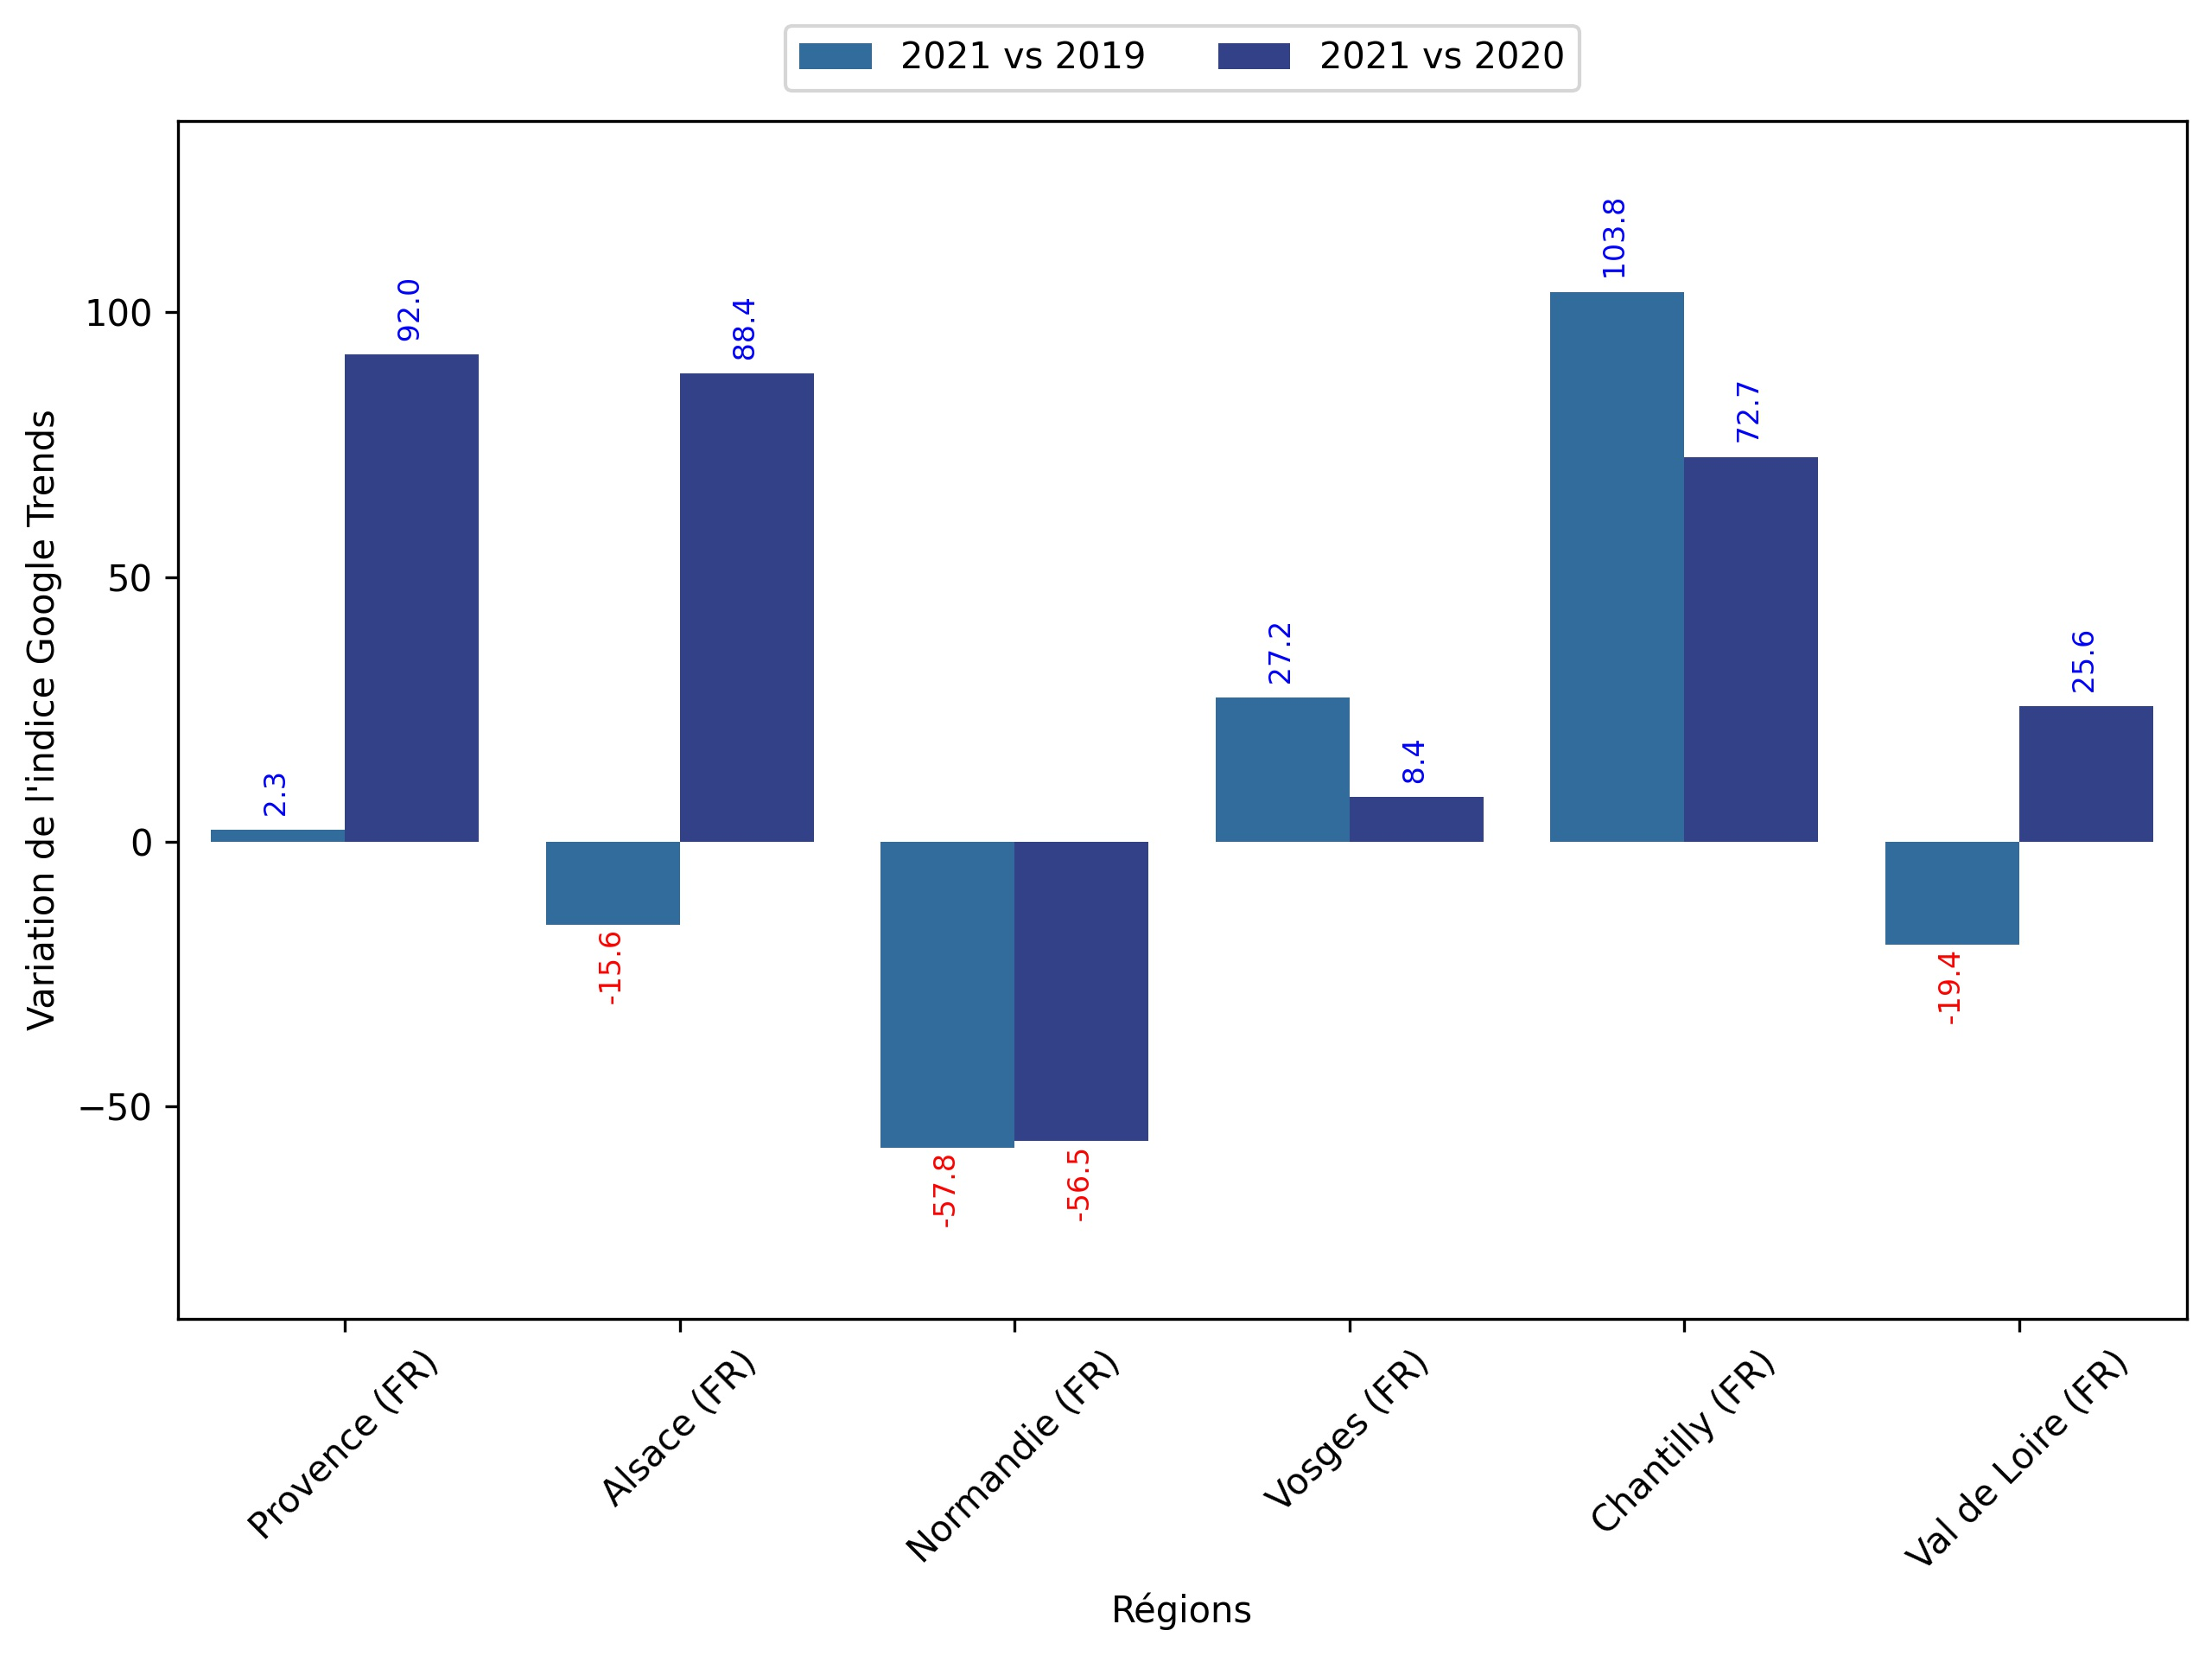 2021 vs 2019
2021 vs 2020
Variation de l'indice Google Trends
100
50
0
−50
2.3
92.0
-15.6
88.4
-57.8
-56.5
27.2
8.4
103.8
72.7
-19.4
25.6
Provence (FR)
Alsace (FR)
Normandie (FR)
Vosges (FR)
Chantilly (FR)
Val de Loire (FR)
Régions